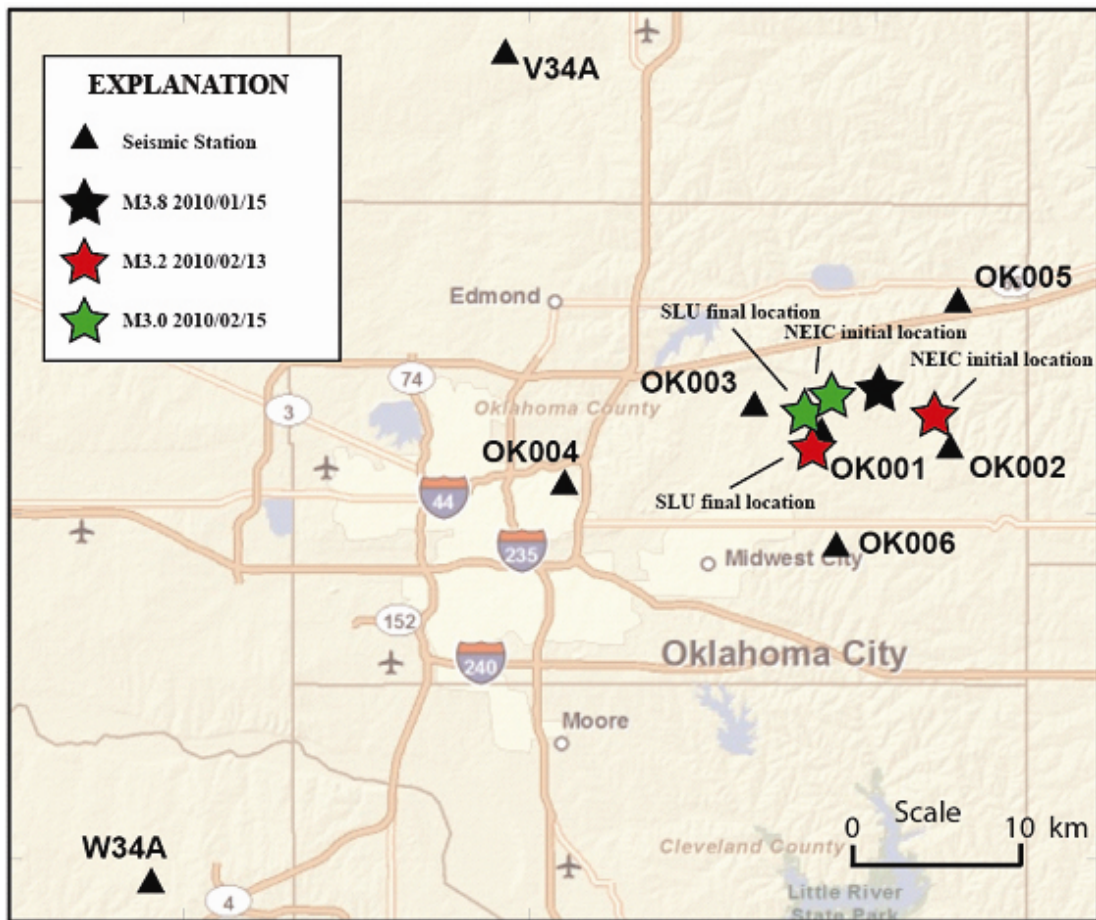 V34A
EXPLANATION
Seismic Station
M3.8 2010/01/15
M3.2 2010/02/13
M3.0 2010/02/15
OK005
Edmond
SLU final location
NEIC initial location
NEIC initial location
74
OK003
3
Oklahoma County
OK004
OK001
OK002
44
SLU final location
235
OK006
Midwest City
152
Oklahoma City
240
Moore
Scale
0 10 km
W34A
Cleveland County
4
Little River
State Park